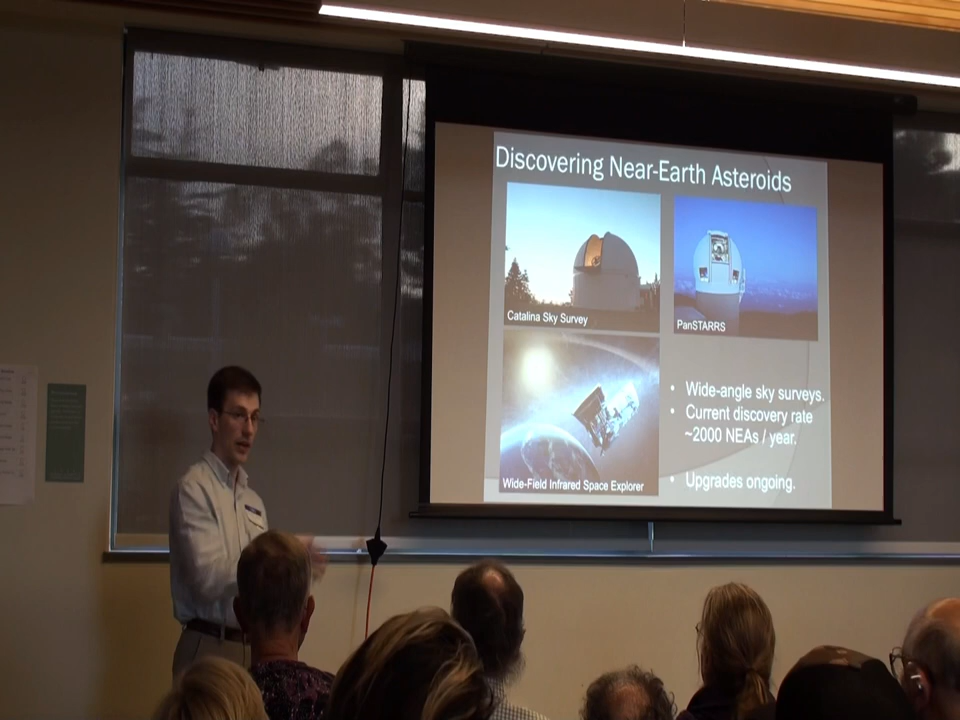 Discovering Near-Earth Asteroids
Catalina Sky Survey
PanSTARRS
Wide-Field Infrared Space Explorer
• Wide-angle sky surveys.
• Current discovery rate
~2000 NEAs / year.
• Upgrades ongoing.